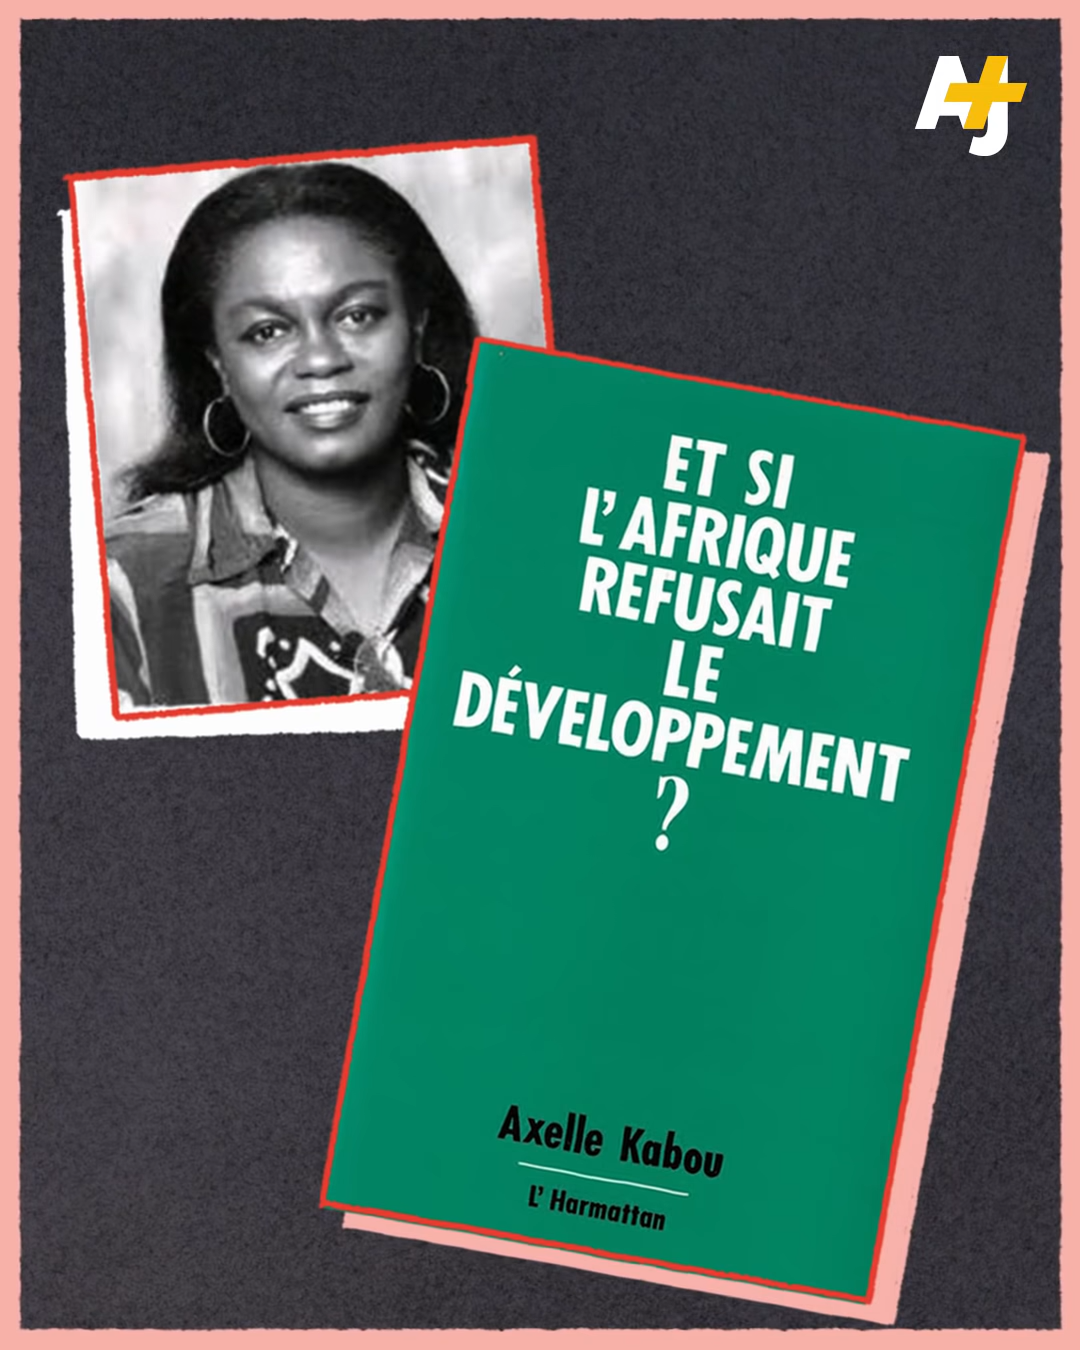 AJ+
ET SI
L'AFRIQUE
REFUSAIT
LE
DÉVELOPPEMENT
?
Axelle Kabou
L'Harmattan